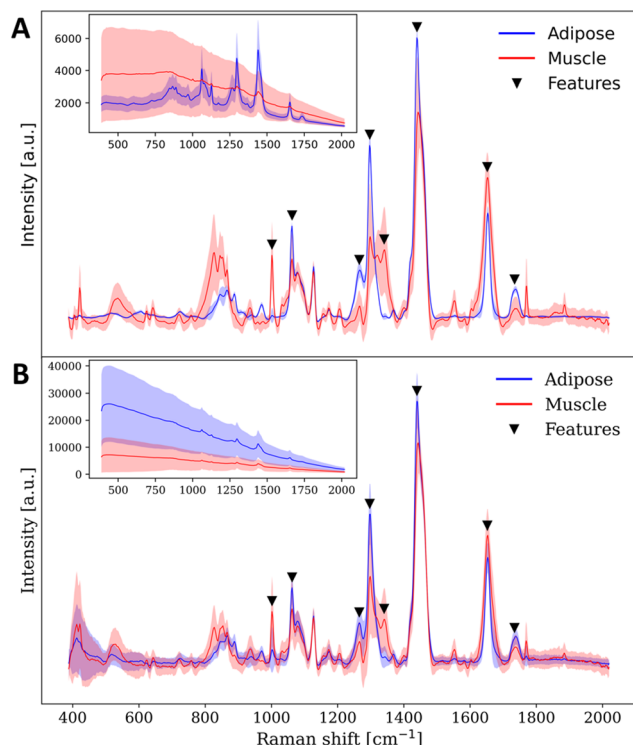 A
Adipose
Muscle
Features
6000
4000
2000
500 750 1000 1250 1500 1750 2000
Intensity [a.u.]
B
Adipose
Muscle
Features
40000
30000
20000
10000
0
500 750 1000 1250 1500 1750 2000
Intensity [a.u.]
400 600 800 1000 1200 1400 1600 1800 2000
Raman shift [cm⁻¹]